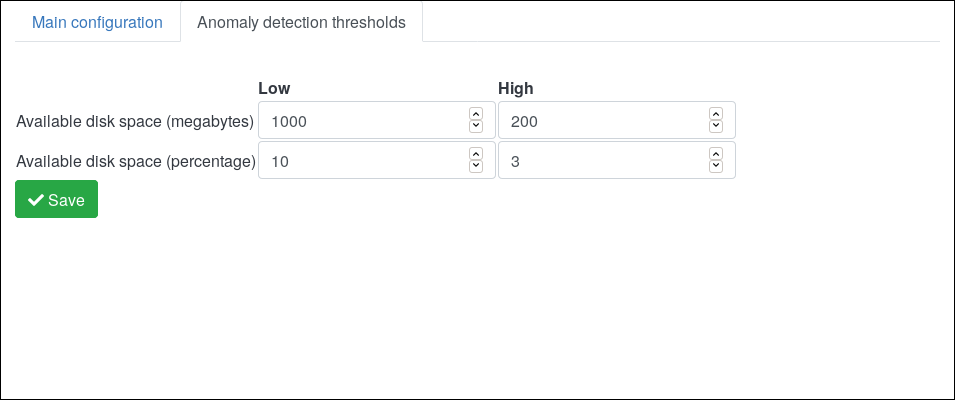 Main configuration Anomaly detection thresholds
Low High
Available disk space (megabytes) 1000 200
Available disk space (percentage) 10 3
Save